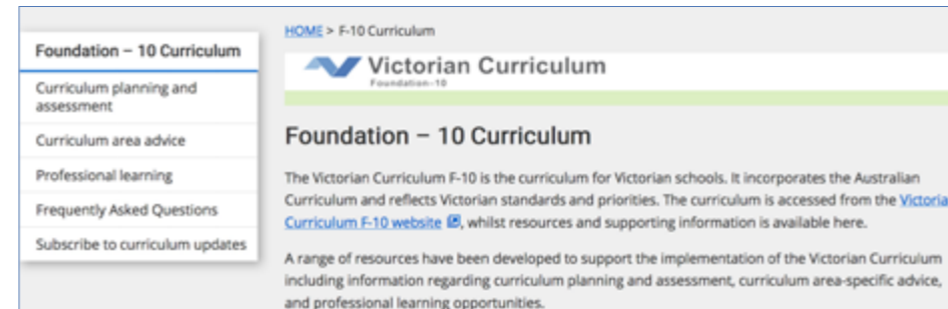 Foundation – 10 Curriculum
Curriculum planning and
assessment
Curriculum area advice
Professional learning
Frequently Asked Questions
Subscribe to curriculum updates
HOME > F-10 Curriculum
Victorian Curriculum
Foundation–10
Foundation – 10 Curriculum
The Victorian Curriculum F-10 is the curriculum for Victorian schools. It incorporates the Australian
Curriculum and reflects Victorian standards and priorities. The curriculum is accessed from the Victoria
Curriculum F-10 website, whilst resources and supporting information is available here.
A range of resources have been developed to support the implementation of the Victorian Curriculum
including information regarding curriculum planning and assessment, curriculum area-specific advice,
and professional learning opportunities.